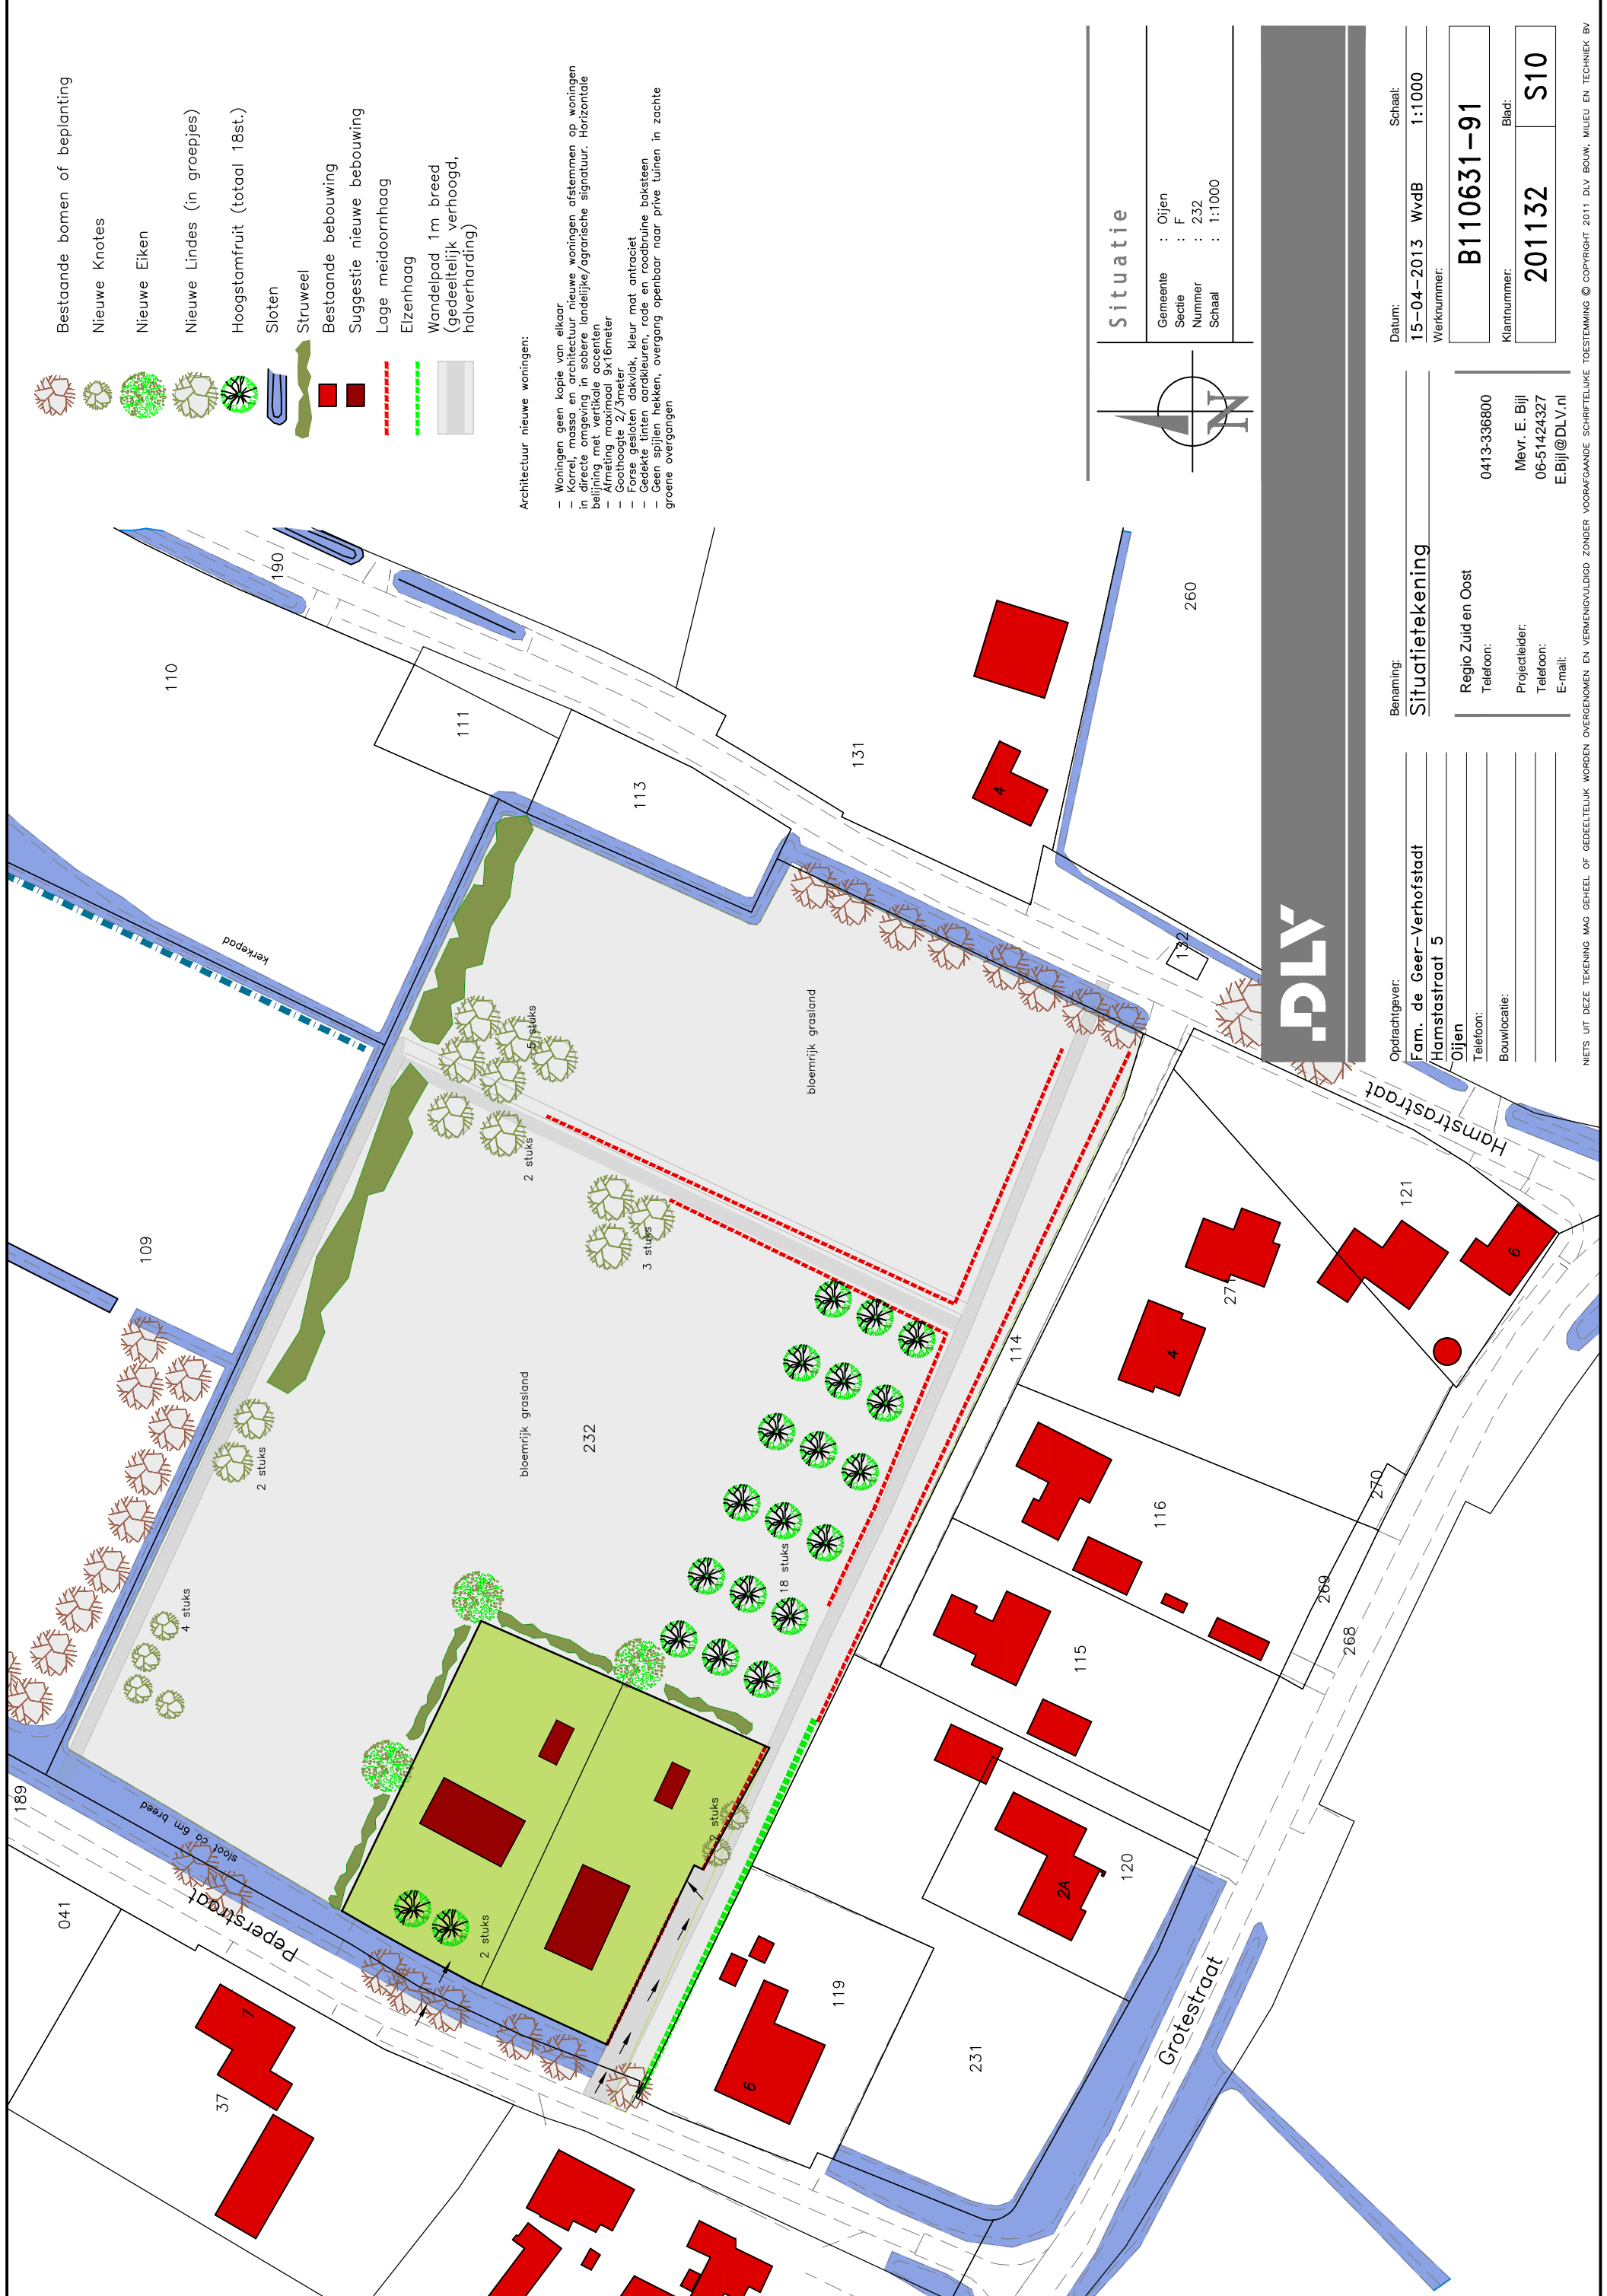 Bestaande bomen of beplanting
Nieuwe Knotes
Nieuwe Eiken
Nieuwe Lindes (in groepjes)
Hoogstamfruit (totaal 18st.)
Sloten
Struweel
Bestaande bebouwing
Suggestie nieuwe bebouwing
Lage meidoornhaag
Elzenhaag
Wandelpad 1m breed
(gedeeltelijk verhoogd,
halfverharding)
Architectuur nieuwe woningen:
– Woningen geen kopie van elkaar
– Korrel, massa en architectuur nieuwe woningen afstemmen op woningen
in directe omgeving in sobere landelijke/agrarische signatuur. Horizontale
belijning met vertikale accenten
– Afmeting maximaal 9x16meter
– Goothoogte 2/3meter
– Forse gesloten dakvlak, kleur mat antraciet
– Gedekte tinten aardkleuren, rode en roodbruine baksteen
– Geen spijlen hekken, overgang openbaar naar prive tuinen in zachte
groene overgangen
Situatie
Gemeente : Oijen
Sectie : F
Nummer : 232
Schaal : 1:1000
N
DLV
Opdrachtgever:
Fam. de Geer-Verhofstadt
Hamstastraat 5
Oijen
Telefoon:
Bouwlocatie:
Benaming:
Situatietekening
Regio Zuid en Oost
Telefoon: 0413-336800
Projectleider: Mevr. E. Bijl
Telefoon: 06-51424327
E-mail: E.Bijl@DLV.nl
Datum: Schaal:
15-04-2013 WvdB 1:1000
Werknummer:
B110631-91
Klantnummer: Blad:
201132 S10
NIETS UIT DEZE TEKENING MAG GEHEEL OF GEDEELTELIJK WORDEN OVERGENOMEN EN VERMENIGVULDIGD ZONDER VOORAFGAANDE SCHRIFTELIJKE TOESTEMMING © COPYRIGHT 2011 DLV BOUW, MILIEU EN TECHNIEK BV
190
110
111
113
131
4
260
132
kerkepad
109
5 stuks
2 stuks
3 stuks
bloemrijk grasland
bloemrijk grasland
232
2 stuks
4 stuks
18 stuks
114
271
4
121
6
Hamstrastraat
116
270
269
268
115
120
2A
189
sloot ca 6m breed
Peperstraat
041
2 stuks
2 stuks
7
37
119
6
231
Grotestraat